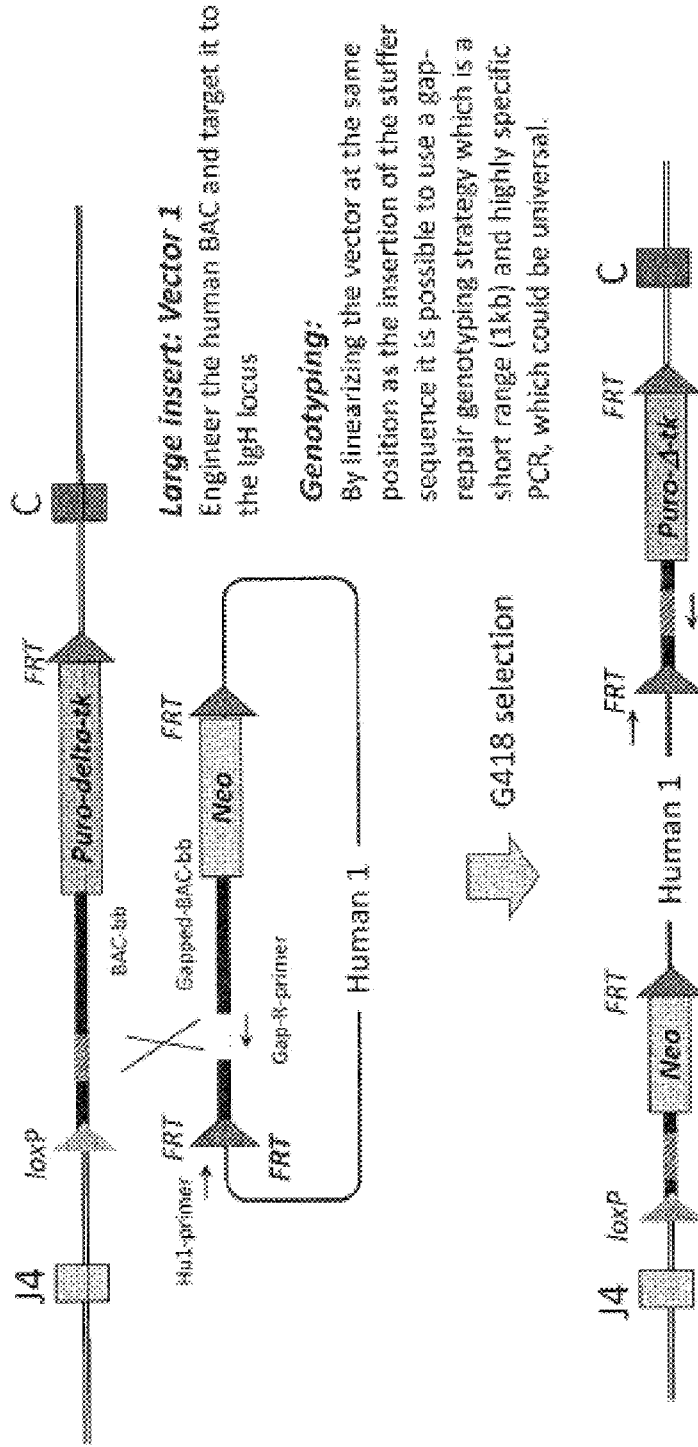 J4
loxP
BAC-bb
Puro-delta-tk
FRT
C
Hu1-primer
FRT
FRT
Gap-R-primer
Gapped-BAC-bb
Neo
FRT
Human 1
Large insert: Vector 1
Engineer the human BAC and target it to
the IgH locus
Genotyping:
By linearizing the vector at the same
position as the insertion of the stuffer
sequence it is possible to use a gap-
repair genotyping strategy which is a
short range (1kb) and highly specific
PCR, which could be universal.
G418 selection
J4
loxP
Neo
FRT
Human 1
FRT
Puro-Δ-tk
FRT
C